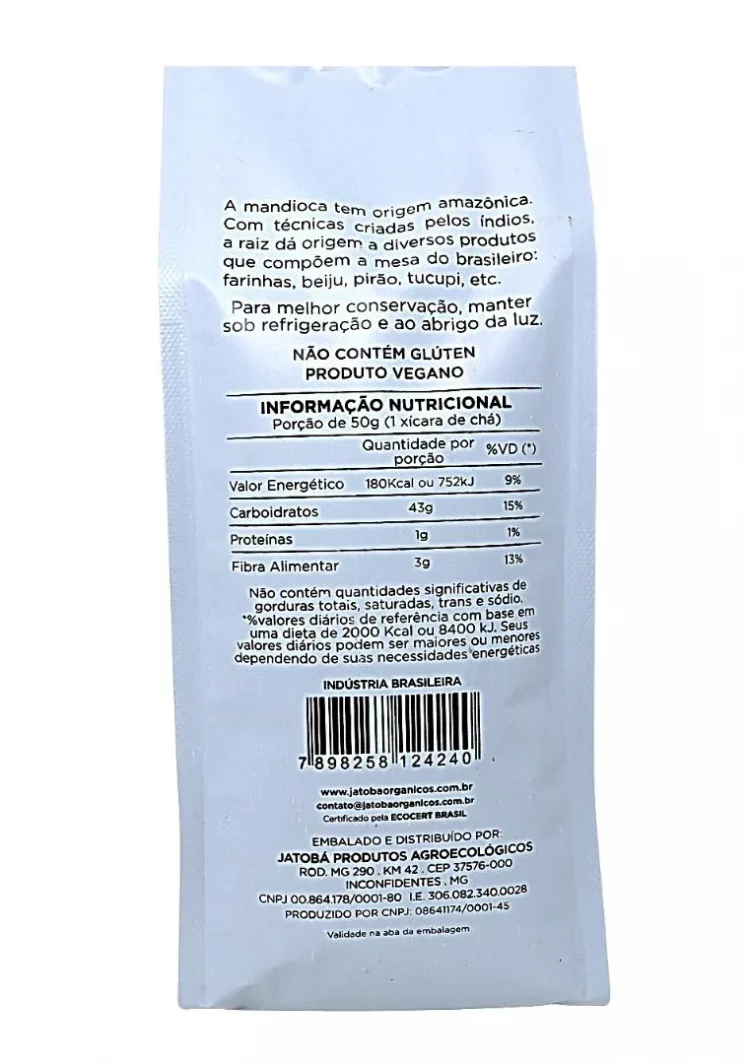 A mandioca tem origem amazônica.
Com técnicas criadas pelos índios,
a raiz dá origem a diversos produtos
que compõem a mesa do brasileiro:
farinhas, beiju, pirão, tucupi, etc.
Para melhor conservação, manter
sob refrigeração e ao abrigo da luz.
NÃO CONTÉM GLÚTEN
PRODUTO VEGANO
INFORMAÇÃO NUTRICIONAL
Porção de 50g (1 xícara de chá)
Quantidade por porção %VD (*)
Valor Energético 180Kcal ou 752kJ 9%
Carboidratos 43g 15%
Proteínas 1g 1%
Fibra Alimentar 3g 13%
Não contém quantidades significativas de
gorduras totais, saturadas, trans e sódio.
*%valores diários de referência com base em
uma dieta de 2000 Kcal ou 8400 kJ. Seus
valores diários podem ser maiores ou menores
dependendo de suas necessidades energéticas
INDÚSTRIA BRASILEIRA
7 898258 124240
www.jatobaorganicos.com.br
contato@jatobaorganicos.com.br
Certificado pela ECOCERT BRASIL
EMBALADO E DISTRIBUÍDO POR:
JATOBÁ PRODUTOS AGROECOLÓGICOS
ROD. MG 290 . KM 42 . CEP 37576-000
INCONFIDENTES . MG
CNPJ 00.864.178/0001-80 I.E. 306.082.340.0028
PRODUZIDO POR CNPJ: 08641174/0001-45
Validade na aba da embalagem